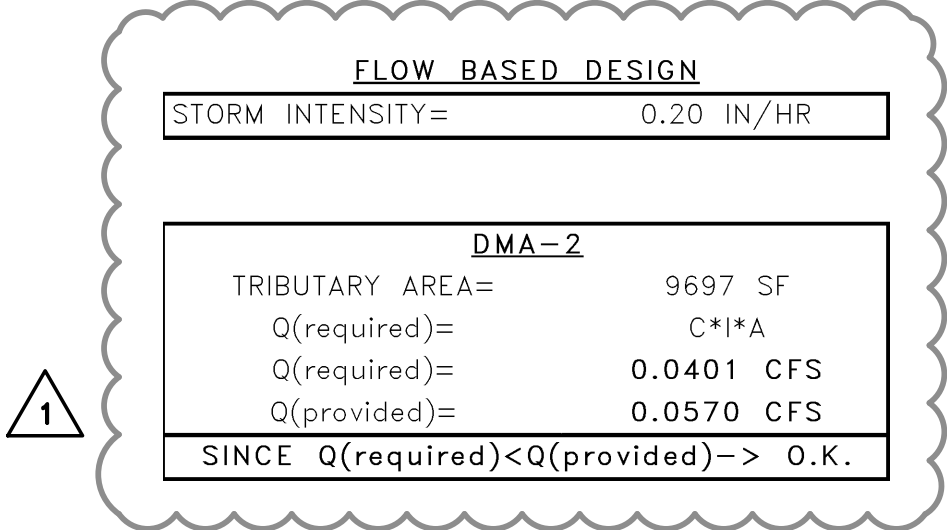 FLOW BASED DESIGN
STORM INTENSITY= 0.20 IN/HR
DMA-2
TRIBUTARY AREA= 9697 SF
Q(required)= C*I*A
Q(required)= 0.0401 CFS
Q(provided)= 0.0570 CFS
1
SINCE Q(required)<Q(provided)-> O.K.